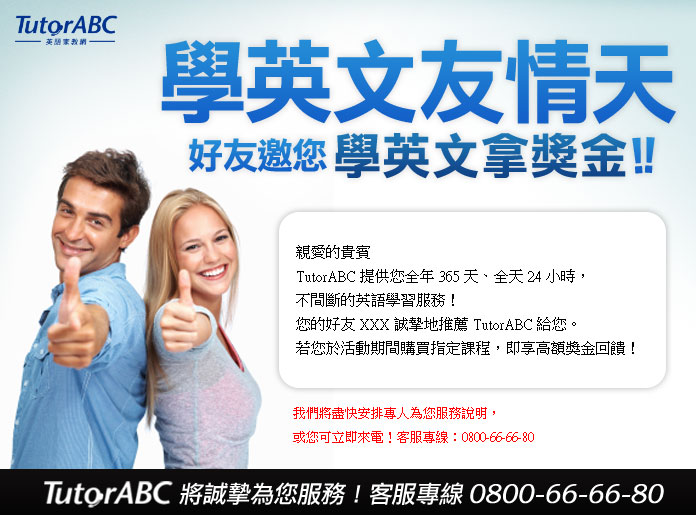 TutorABC
英語家教網
學英文友情天
好友邀您 學英文拿獎金!!
親愛的貴賓
TutorABC 提供您全年 365 天、全天 24 小時，
不間斷的英語學習服務！
您的好友 XXX 誠摯地推薦 TutorABC 給您。
若您於活動期間購買指定課程，即享高額獎金回饋！
我們將盡快安排專人為您服務說明，
或您可立即來電！客服專線：0800-66-66-80
TutorABC 將誠摯為您服務！客服專線 0800-66-66-80